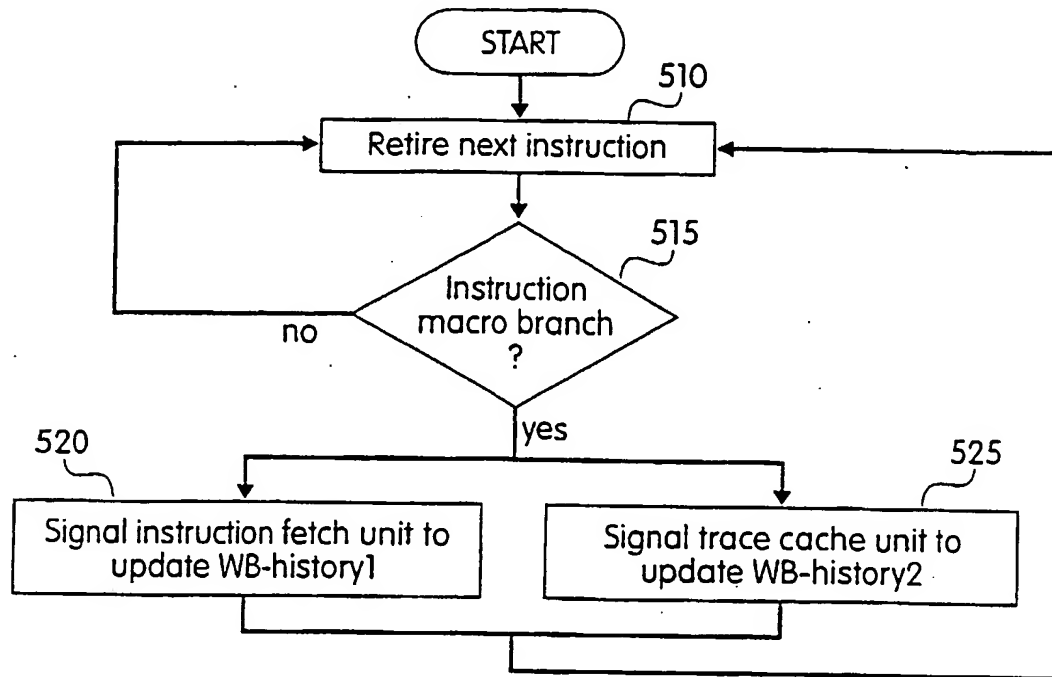 START
510
Retire next instruction
515
Instruction
macro branch
?
no
yes
520
525
Signal instruction fetch unit to
update WB-history1
Signal trace cache unit to
update WB-history2